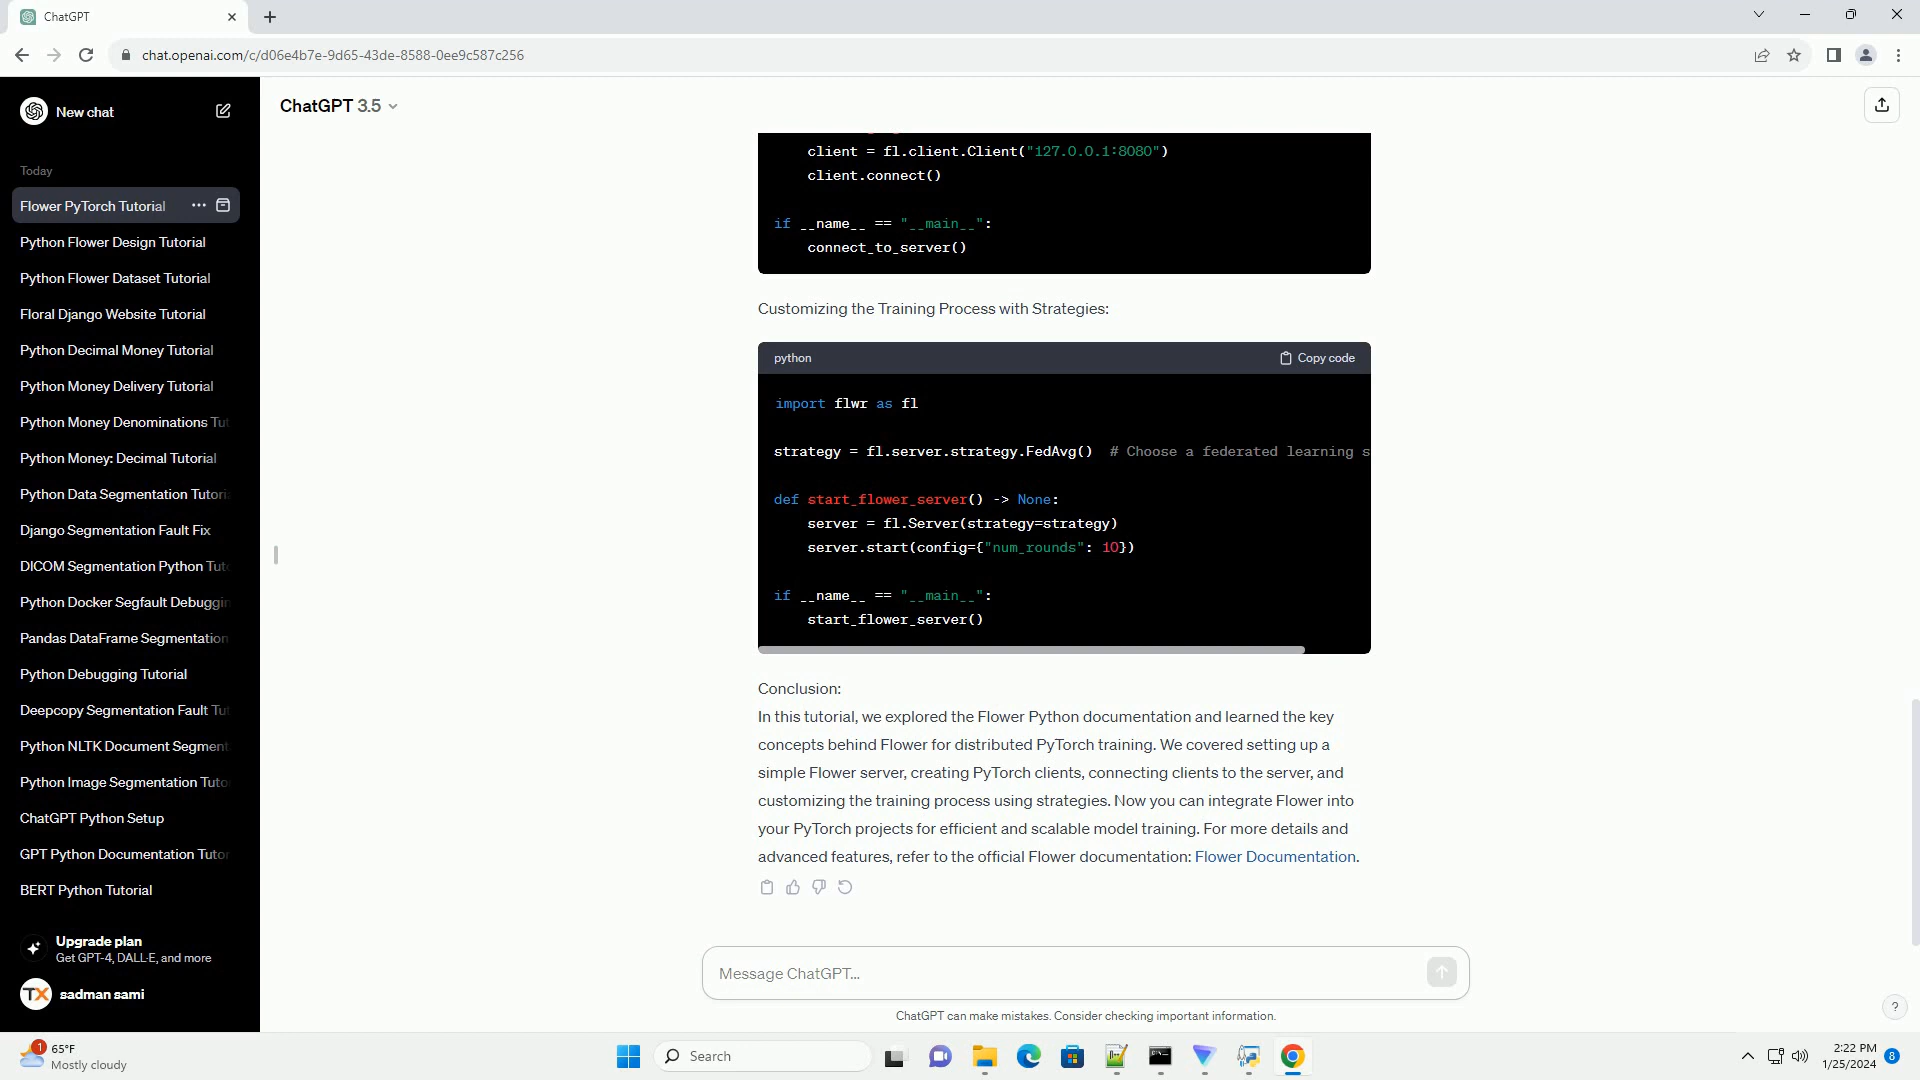 ChatGPT
chat.openai.com/c/d06e4b7e-9d65-43de-8588-0ee9c587c256
New chat
Today
Flower PyTorch Tutorial
Python Flower Design Tutorial
Python Flower Dataset Tutorial
Floral Django Website Tutorial
Python Decimal Money Tutorial
Python Money Delivery Tutorial
Python Money Denominations Tut
Python Money: Decimal Tutorial
Python Data Segmentation Tutori
Django Segmentation Fault Fix
DICOM Segmentation Python Tut
Python Docker Segfault Debuggin
Pandas DataFrame Segmentation
Python Debugging Tutorial
Deepcopy Segmentation Fault Tut
Python NLTK Document Segment
Python Image Segmentation Tuto
ChatGPT Python Setup
GPT Python Documentation Tutor
BERT Python Tutorial
Upgrade plan
Get GPT-4, DALL·E, and more
TX sadman sami
ChatGPT 3.5
client = fl.client.Client("127.0.0.1:8080")
client.connect()
if __name__ == "__main__":
connect_to_server()
Customizing the Training Process with Strategies:
python Copy code
import flwr as fl
strategy = fl.server.strategy.FedAvg()  # Choose a federated learning s
def start_flower_server() -> None:
server = fl.Server(strategy=strategy)
server.start(config={"num_rounds": 10})
if __name__ == "__main__":
start_flower_server()
Conclusion:
In this tutorial, we explored the Flower Python documentation and learned the key
concepts behind Flower for distributed PyTorch training. We covered setting up a
simple Flower server, creating PyTorch clients, connecting clients to the server, and
customizing the training process using strategies. Now you can integrate Flower into
your PyTorch projects for efficient and scalable model training. For more details and
advanced features, refer to the official Flower documentation: Flower Documentation.
Message ChatGPT...
ChatGPT can make mistakes. Consider checking important information.
?
1
65°F
Mostly cloudy
Search
2:22 PM
1/25/2024
8